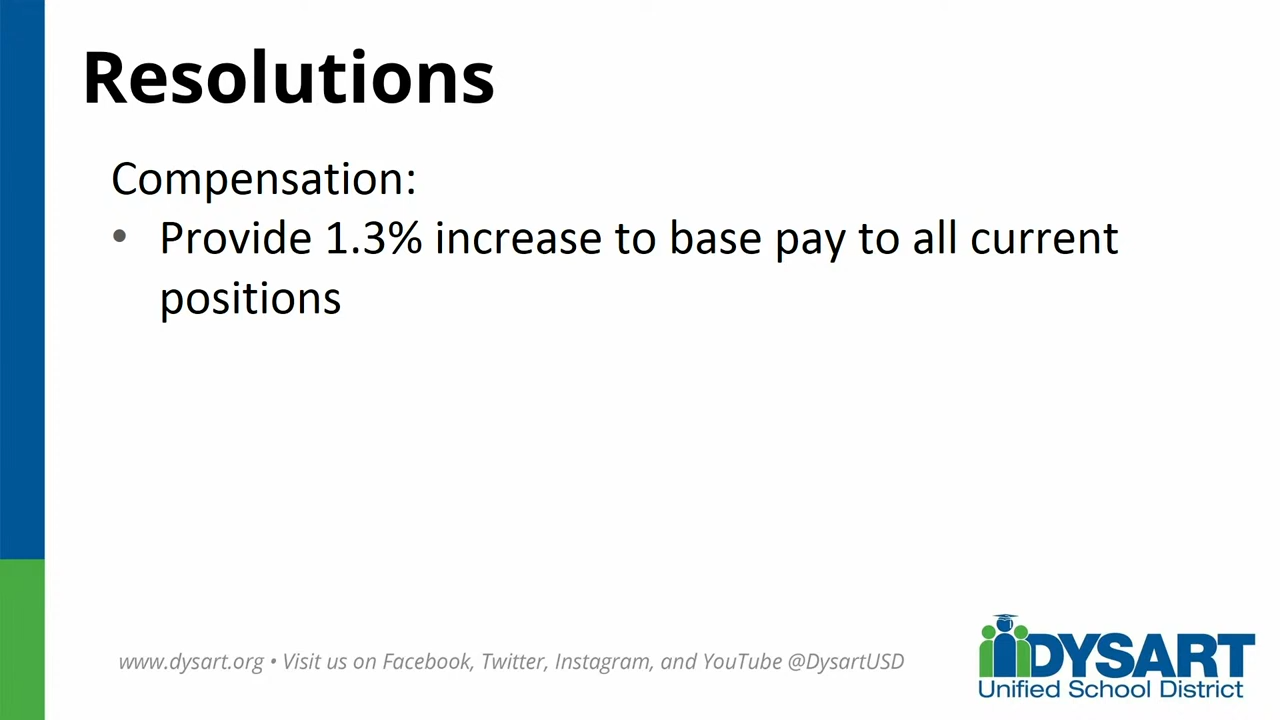 Resolutions
Compensation:
• Provide 1.3% increase to base pay to all current
positions
www.dysart.org • Visit us on Facebook, Twitter, Instagram, and YouTube @DysartUSD
DYSART
Unified School District